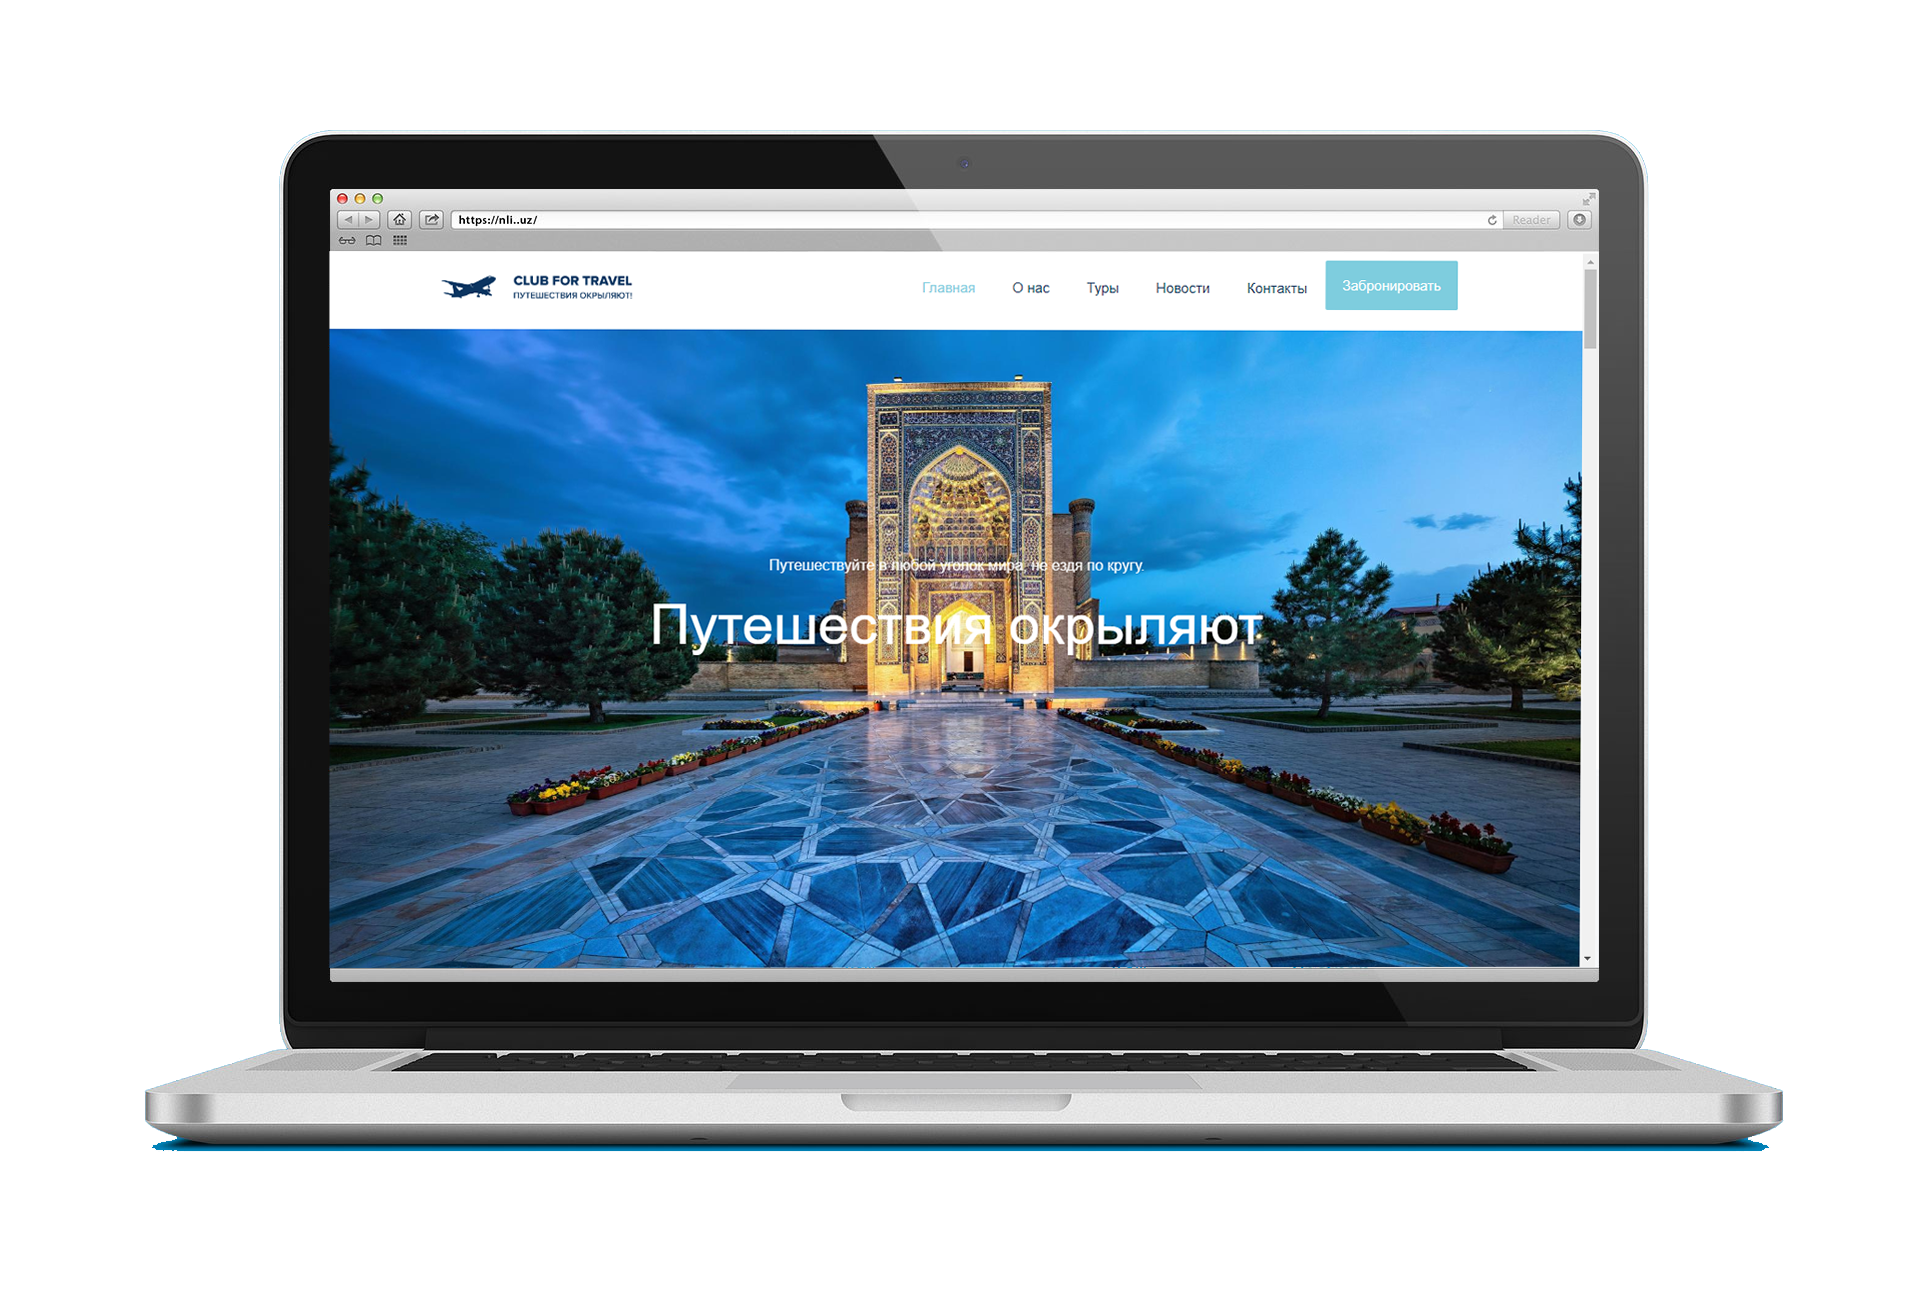 https://nli..uz/
Reader
CLUB FOR TRAVEL
ПУТЕШЕСТВИЯ ОКРЫЛЯЮТ!
Главная
О нас
Туры
Новости
Контакты
Забронировать
Путешествуйте в любой уголок мира, не ездя по кругу.
Путешествия окрыляют